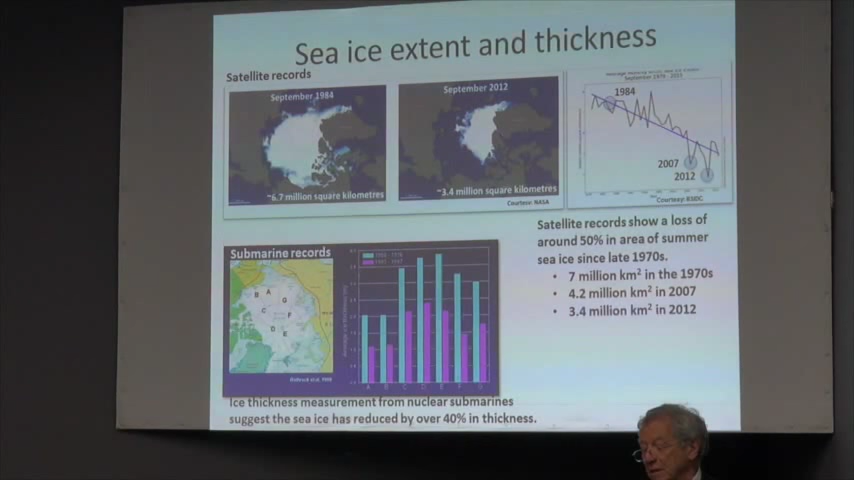 Sea ice extent and thickness
Satellite records
September 1984
~6.7 million square kilometres
September 2012
~3.4 million square kilometres
Courtese: NASA
1984
2007
2012
Courteay: NSIDC
Satellite records show a loss of
around 50% in area of summer
sea ice since late 1970s.
• 7 million km² in the 1970s
• 4.2 million km² in 2007
• 3.4 million km² in 2012
Submarine records
B A
G
C F
D E
A B C D E F G
Ice thickness measurement from nuclear submarines
suggest the sea ice has reduced by over 40% in thickness.